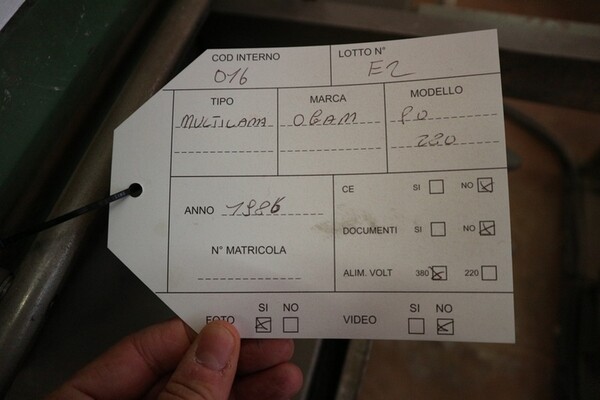 COD INTERNO
016
LOTTO N°
E2
TIPO
MULTILAMA
MARCA
OGAM
MODELLO
PO
220
ANNO 1986
N° MATRICOLA
CE SI NO
DOCUMENTI SI NO
ALIM. VOLT 380 220
FOTO SI NO
VIDEO SI NO